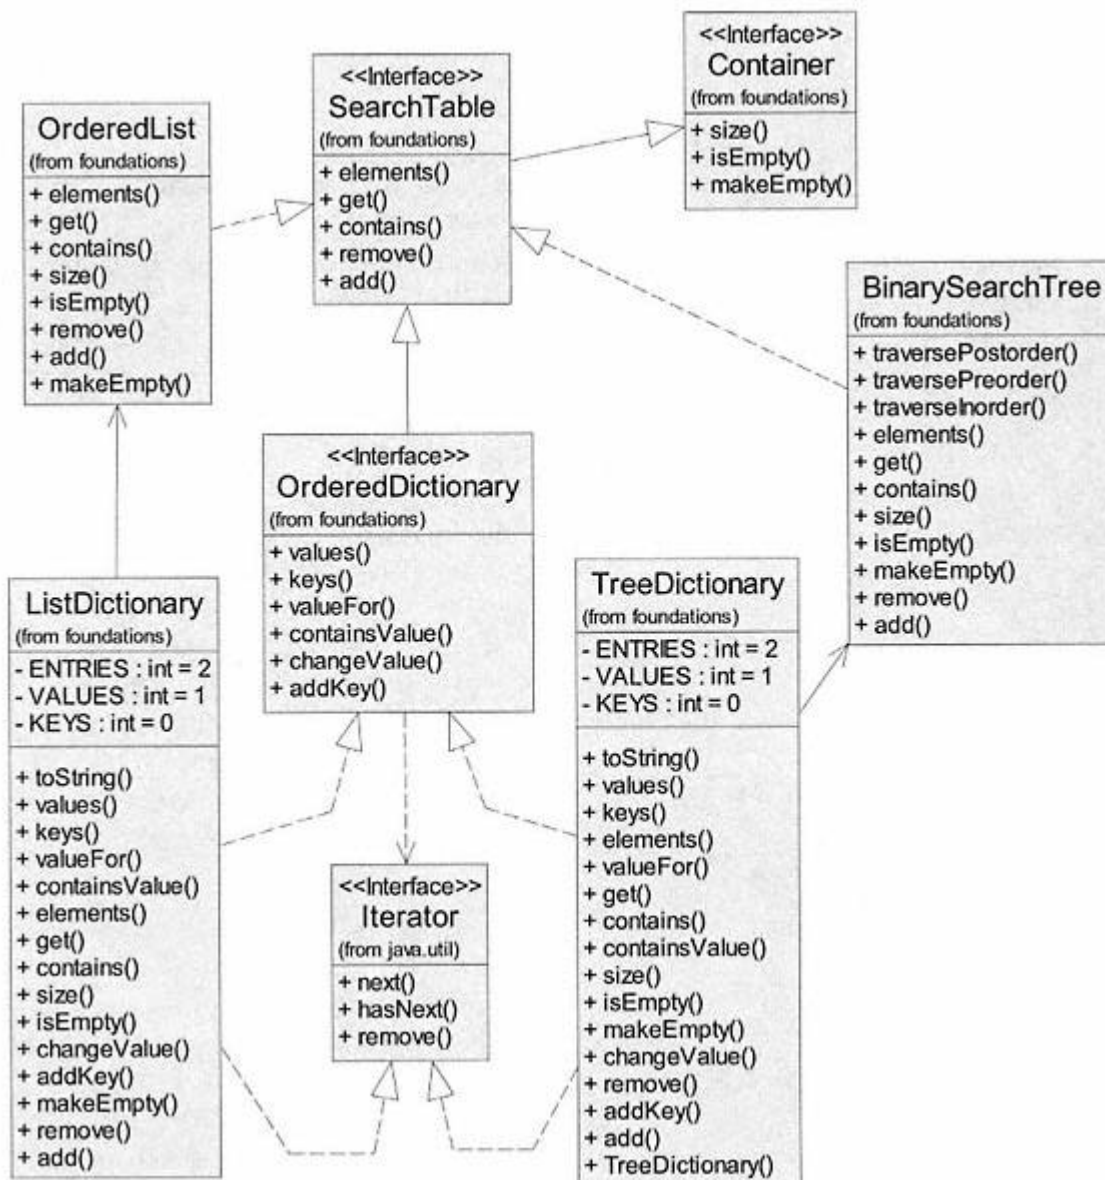 <<Interface>>
Container
(from foundations)
+ size()
+ isEmpty()
+ makeEmpty()
<<Interface>>
SearchTable
(from foundations)
+ elements()
+ get()
+ contains()
+ remove()
+ add()
OrderedList
(from foundations)
+ elements()
+ get()
+ contains()
+ size()
+ isEmpty()
+ remove()
+ add()
+ makeEmpty()
BinarySearchTree
(from foundations)
+ traversePostorder()
+ traversePreorder()
+ traverseInorder()
+ elements()
+ get()
+ contains()
+ size()
+ isEmpty()
+ makeEmpty()
+ remove()
+ add()
<<Interface>>
OrderedDictionary
(from foundations)
+ values()
+ keys()
+ valueFor()
+ containsValue()
+ changeValue()
+ addKey()
ListDictionary
(from foundations)
- ENTRIES : int = 2
- VALUES : int = 1
- KEYS : int = 0
+ toString()
+ values()
+ keys()
+ valueFor()
+ containsValue()
+ elements()
+ get()
+ contains()
+ size()
+ isEmpty()
+ changeValue()
+ addKey()
+ makeEmpty()
+ remove()
+ add()
<<Interface>>
Iterator
(from java.util)
+ next()
+ hasNext()
+ remove()
TreeDictionary
(from foundations)
- ENTRIES : int = 2
- VALUES : int = 1
- KEYS : int = 0
+ toString()
+ values()
+ keys()
+ elements()
+ valueFor()
+ get()
+ contains()
+ containsValue()
+ size()
+ isEmpty()
+ makeEmpty()
+ changeValue()
+ remove()
+ addKey()
+ add()
+ TreeDictionary()